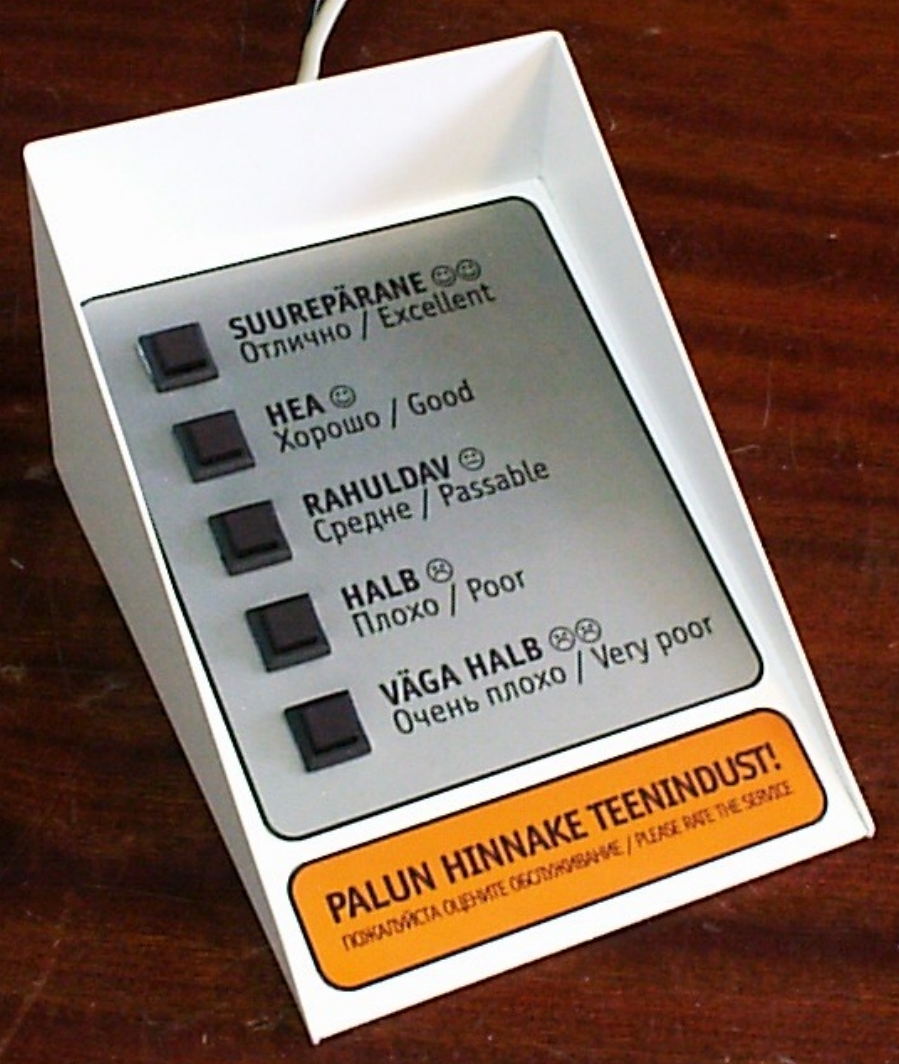 SUUREPÄRANE ☺☺
Отлично / Excellent
HEA ☺
Хорошо / Good
RAHULDAV 😐
Средне / Passable
HALB ☹
Плохо / Poor
VÄGA HALB ☹☹
Очень плохо / Very poor
PALUN HINNAKE TEENINDUST!
ПОЖАЛУЙСТА ОЦЕНИТЕ ОБСЛУЖИВАНИЕ / PLEASE RATE THE SERVICE